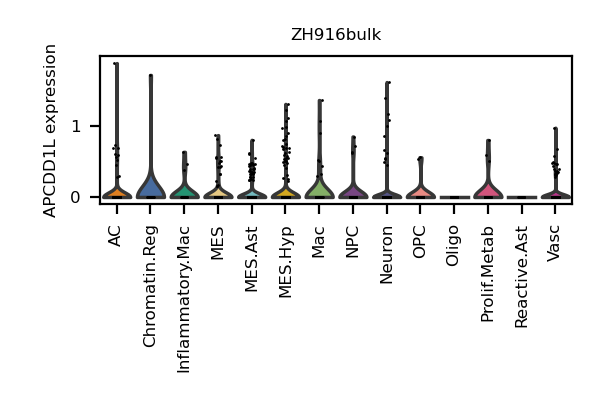 ZH916bulk
APCDD1L expression
1
0
AC
Chromatin.Reg
Inflammatory.Mac
MES
MES.Ast
MES.Hyp
Mac
NPC
Neuron
OPC
Oligo
Prolif.Metab
Reactive.Ast
Vasc